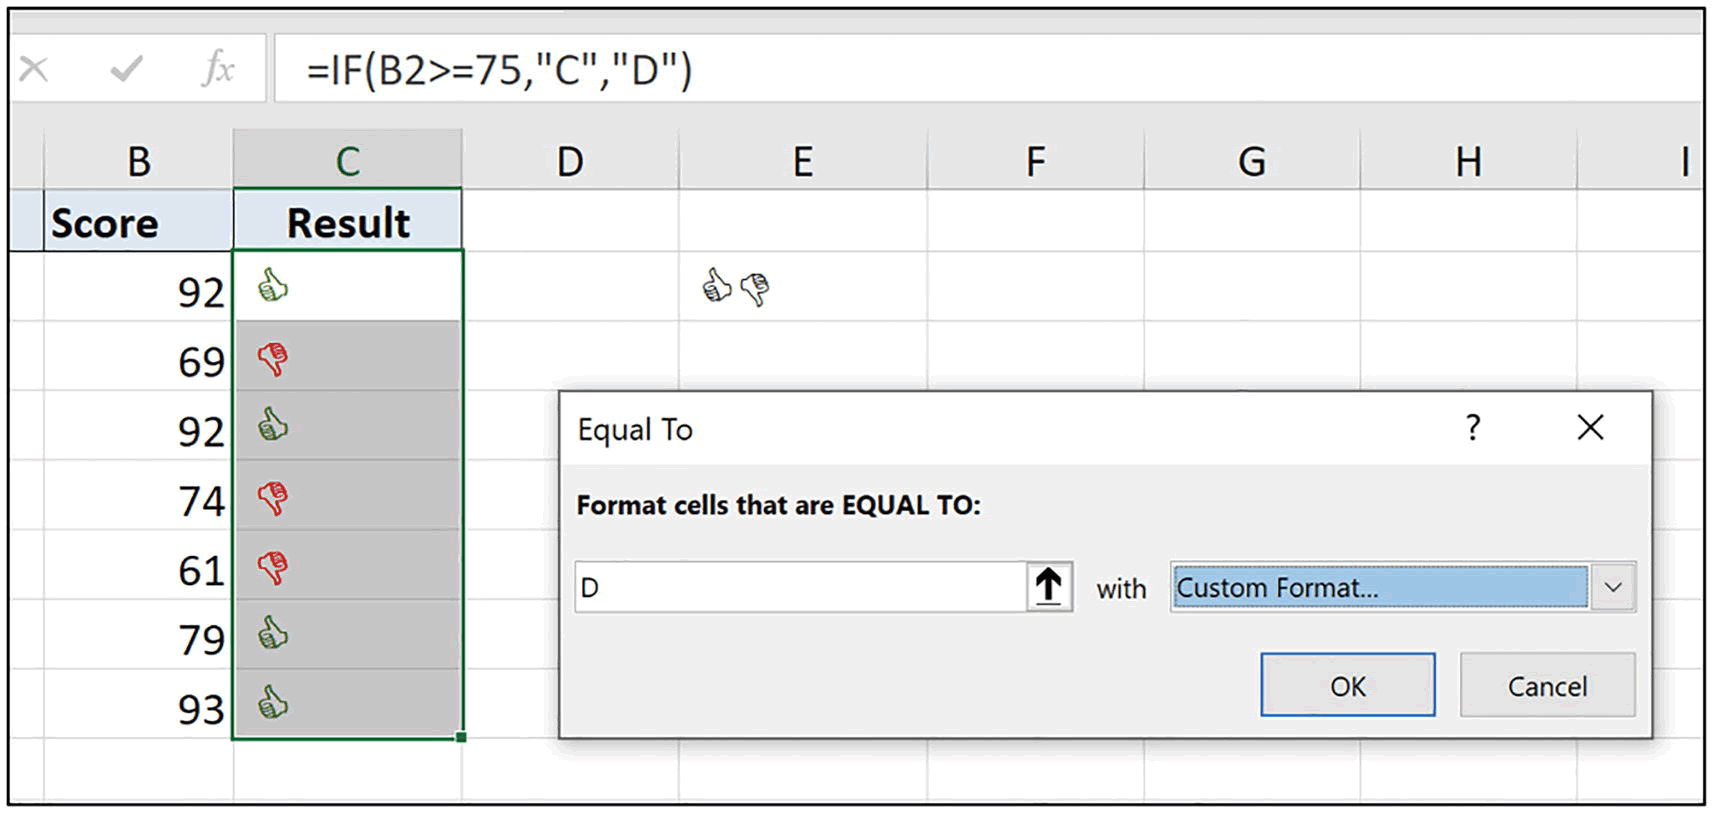 fx =IF(B2>=75,"C","D")
B C D E F G H I
Score Result
92
69
92
74
61
79
93
Equal To ?
Format cells that are EQUAL TO:
D with Custom Format...
OK Cancel